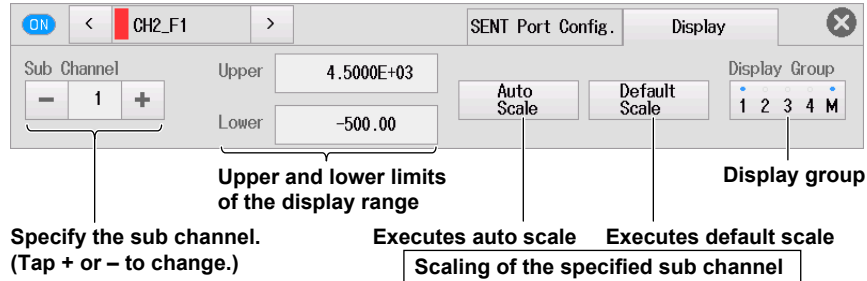 ON < CH2_F1 > SENT Port Config. Display
Sub Channel Upper 4.5000E+03 Auto Scale Default Scale Display Group
− 1 + 1 2 3 4 M
Lower -500.00
Upper and lower limits
of the display range
Display group
Specify the sub channel.
(Tap + or – to change.)
Executes auto scale
Executes default scale
Scaling of the specified sub channel